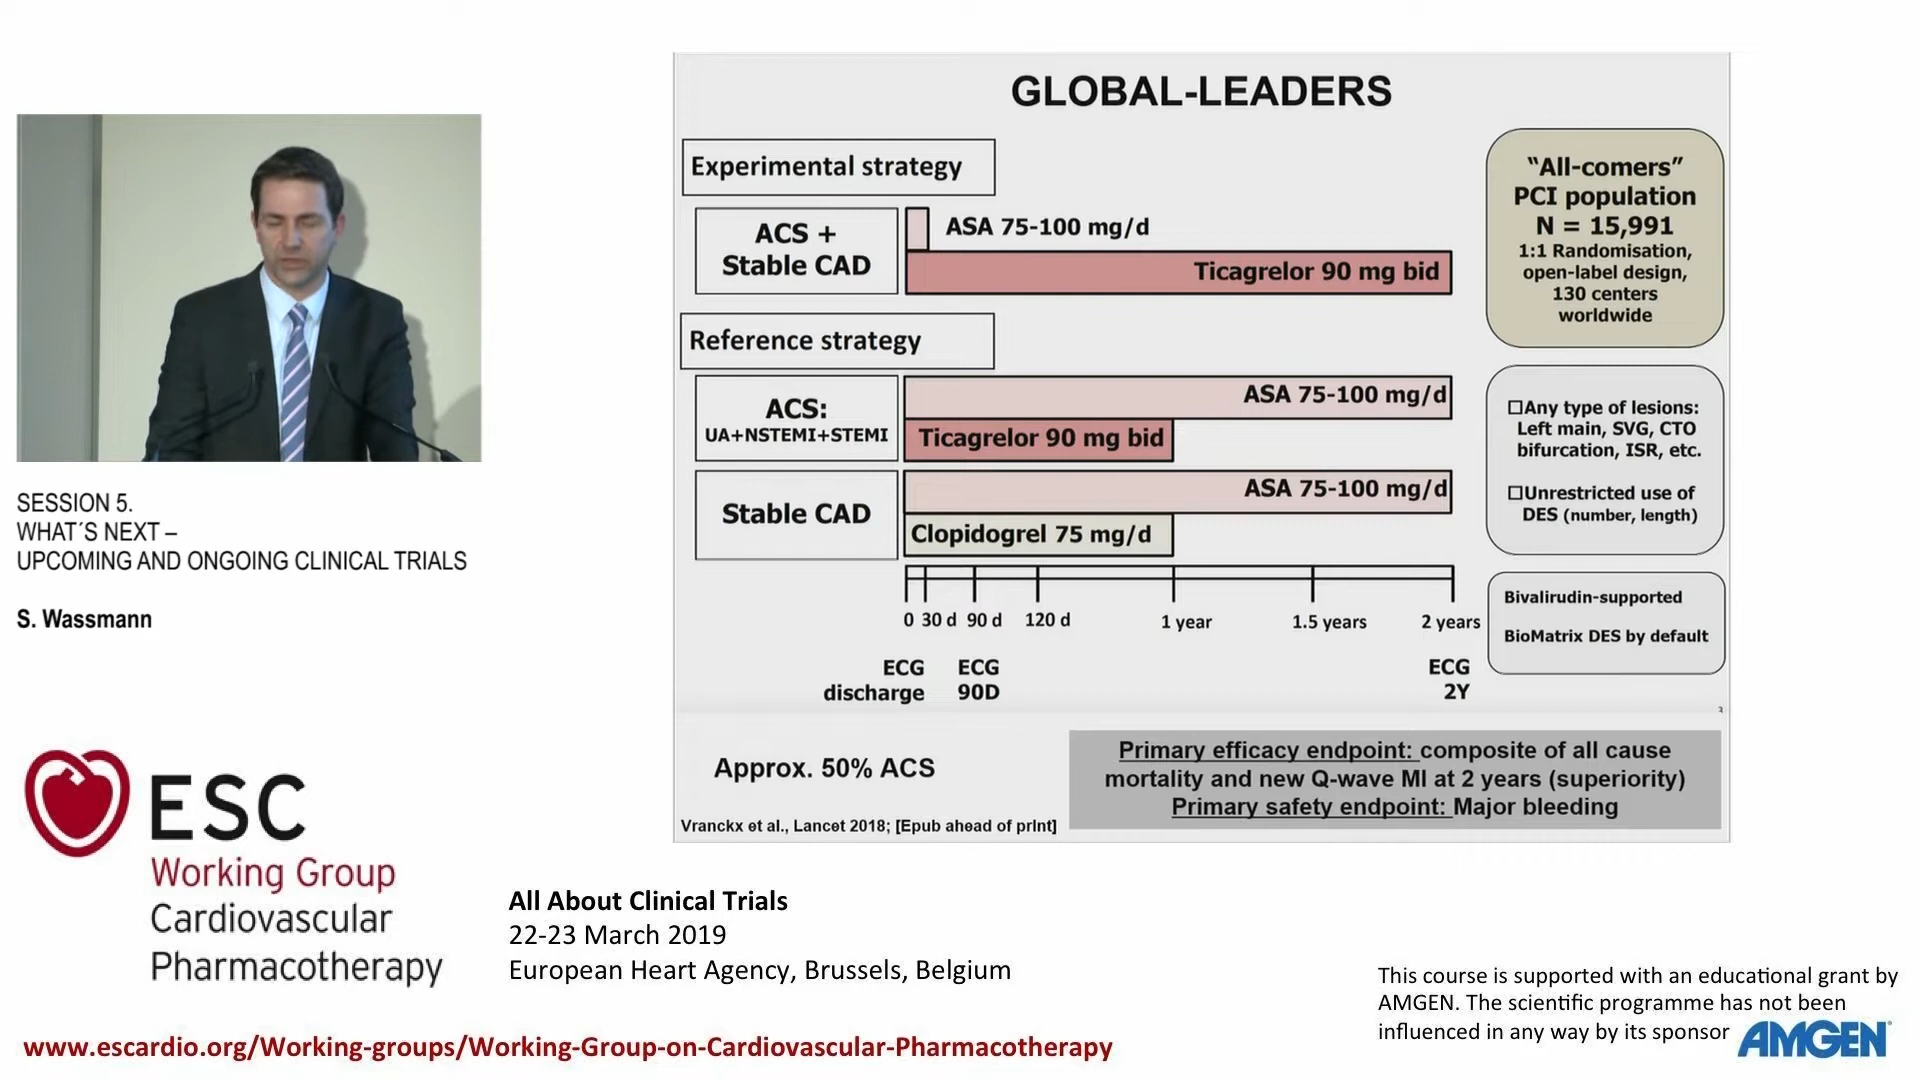 GLOBAL-LEADERS
Experimental strategy
ACS +
Stable CAD
ASA 75-100 mg/d
Ticagrelor 90 mg bid
Reference strategy
ACS:
UA+NSTEMI+STEMI
ASA 75-100 mg/d
Ticagrelor 90 mg bid
Stable CAD
ASA 75-100 mg/d
Clopidogrel 75 mg/d
0 30 d 90 d 120 d 1 year 1.5 years 2 years
ECG
discharge
ECG
90D
ECG
2Y
"All-comers"
PCI population
N = 15,991
1:1 Randomisation,
open-label design,
130 centers
worldwide
☐Any type of lesions:
Left main, SVG, CTO
bifurcation, ISR, etc.
☐Unrestricted use of
DES (number, length)
Bivalirudin-supported
BioMatrix DES by default
3
Approx. 50% ACS
Primary efficacy endpoint: composite of all cause
mortality and new Q-wave MI at 2 years (superiority)
Primary safety endpoint: Major bleeding
Vranckx et al., Lancet 2018; [Epub ahead of print]
SESSION 5.
WHAT´S NEXT –
UPCOMING AND ONGOING CLINICAL TRIALS
S. Wassmann
ESC
Working Group
Cardiovascular
Pharmacotherapy
All About Clinical Trials
22-23 March 2019
European Heart Agency, Brussels, Belgium
This course is supported with an educational grant by
AMGEN. The scientific programme has not been
influenced in any way by its sponsor
AMGEN®
www.escardio.org/Working-groups/Working-Group-on-Cardiovascular-Pharmacotherapy